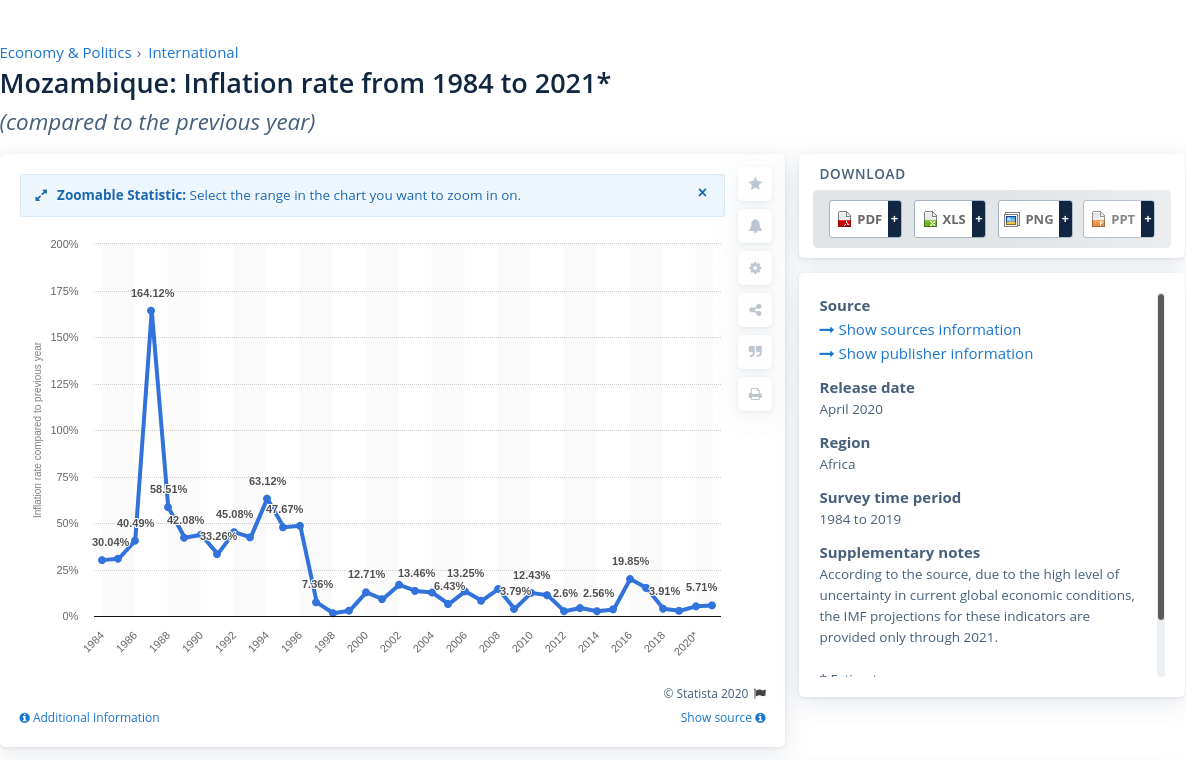 Economy & Politics › International
Mozambique: Inflation rate from 1984 to 2021*
(compared to the previous year)
Zoomable Statistic: Select the range in the chart you want to zoom in on. ×
200%
175%
150%
125%
100%
75%
50%
25%
0%
Inflation rate compared to previous year
30.04%
40.49%
164.12%
58.51%
42.08%
33.26%
45.08%
63.12%
47.67%
7.36%
12.71%
13.46%
6.43%
13.25%
3.79%
12.43%
2.6%
2.56%
19.85%
3.91%
5.71%
1984
1986
1988
1990
1992
1994
1996
1998
2000
2002
2004
2006
2008
2010
2012
2014
2016
2018
2020*
© Statista 2020
Additional Information
Show source
DOWNLOAD
PDF + XLS + PNG + PPT +
Source
Show sources information
Show publisher information
Release date
April 2020
Region
Africa
Survey time period
1984 to 2019
Supplementary notes
According to the source, due to the high level of
uncertainty in current global economic conditions,
the IMF projections for these indicators are
provided only through 2021.